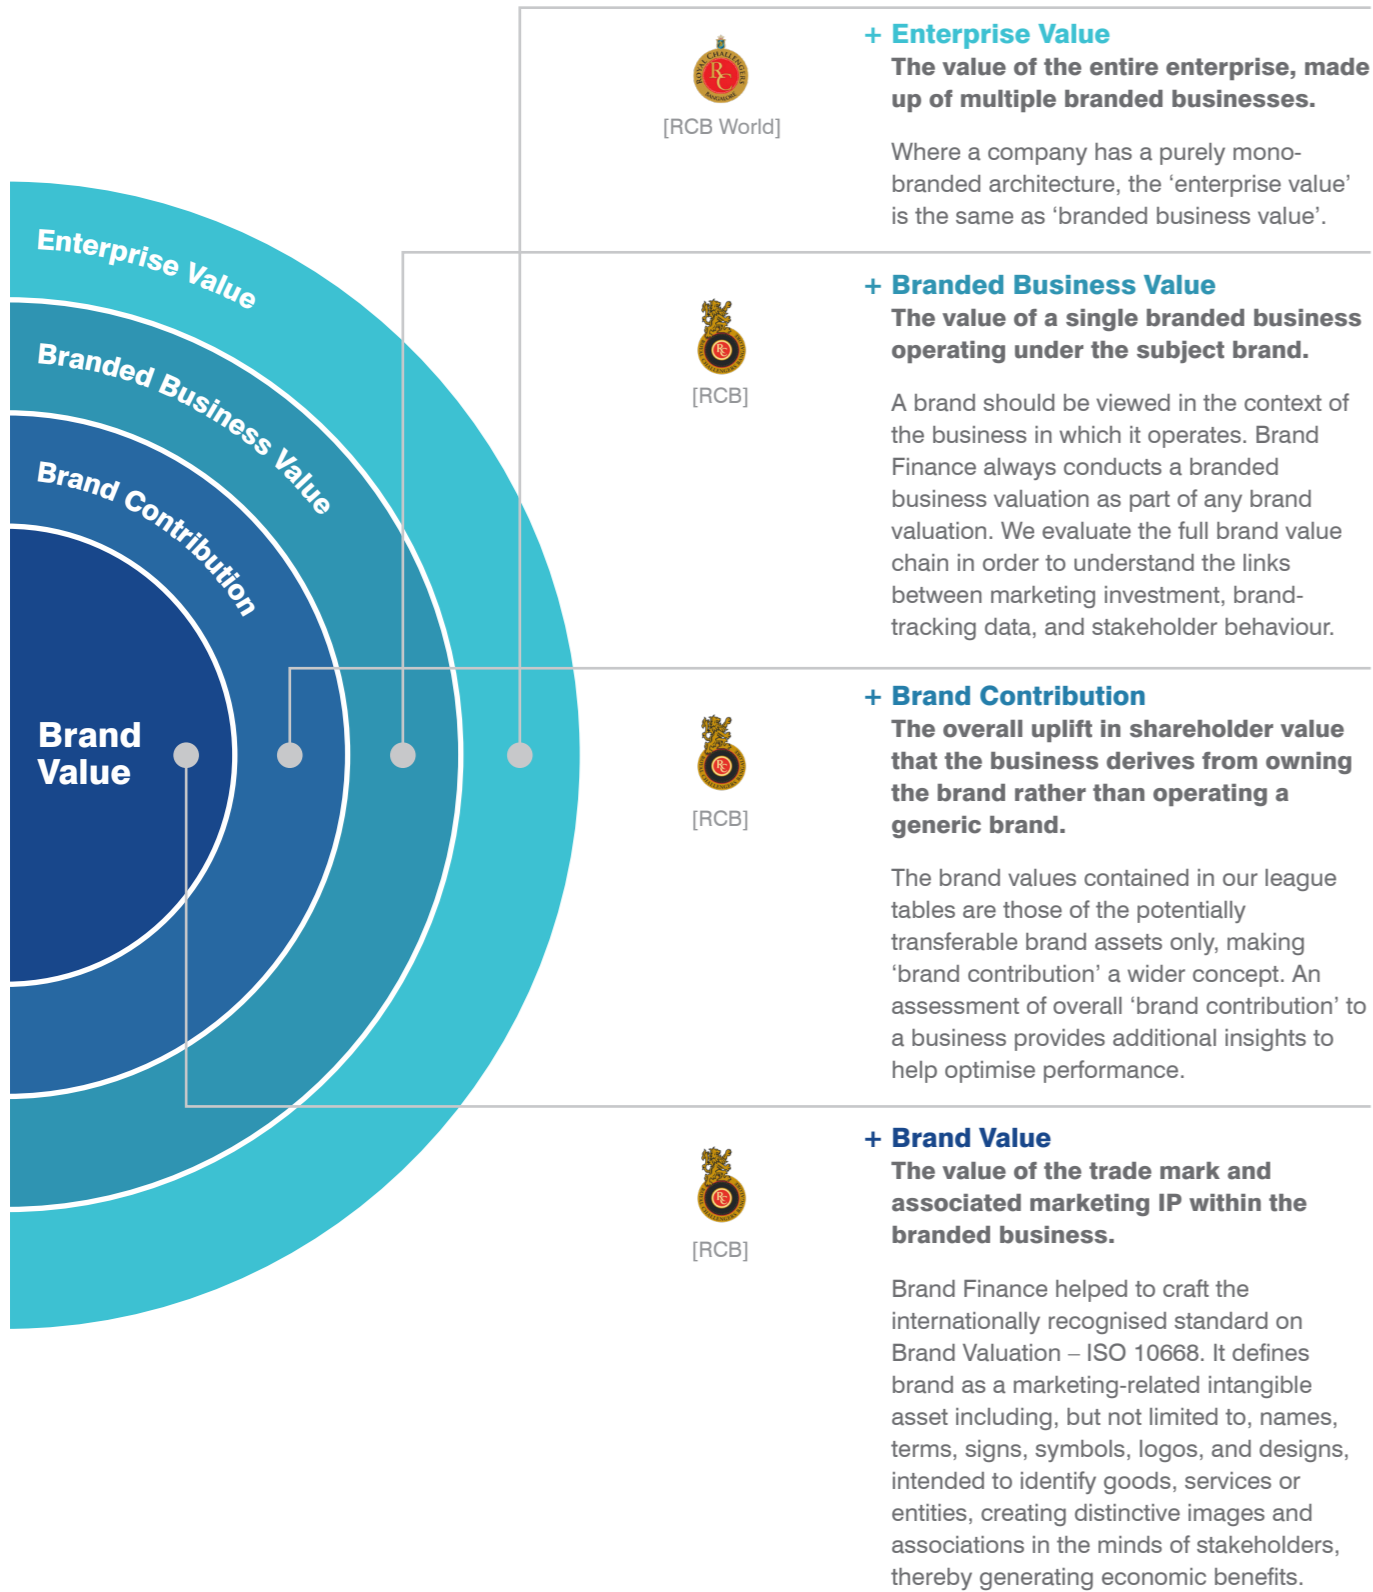 + Enterprise Value
The value of the entire enterprise, made
up of multiple branded businesses.
ROYAL CHALLENGERS
RC
BANGALORE
[RCB World]
Where a company has a purely mono-
branded architecture, the ‘enterprise value’
is the same as ‘branded business value’.
Enterprise Value
Branded Business Value
Brand Contribution
Brand
Value
+ Branded Business Value
The value of a single branded business
operating under the subject brand.
RC
[RCB]
A brand should be viewed in the context of
the business in which it operates. Brand
Finance always conducts a branded
business valuation as part of any brand
valuation. We evaluate the full brand value
chain in order to understand the links
between marketing investment, brand-
tracking data, and stakeholder behaviour.
+ Brand Contribution
The overall uplift in shareholder value
that the business derives from owning
the brand rather than operating a
generic brand.
RC
[RCB]
The brand values contained in our league
tables are those of the potentially
transferable brand assets only, making
‘brand contribution’ a wider concept. An
assessment of overall ‘brand contribution’ to
a business provides additional insights to
help optimise performance.
+ Brand Value
The value of the trade mark and
associated marketing IP within the
branded business.
RC
[RCB]
Brand Finance helped to craft the
internationally recognised standard on
Brand Valuation – ISO 10668. It defines
brand as a marketing-related intangible
asset including, but not limited to, names,
terms, signs, symbols, logos, and designs,
intended to identify goods, services or
entities, creating distinctive images and
associations in the minds of stakeholders,
thereby generating economic benefits.